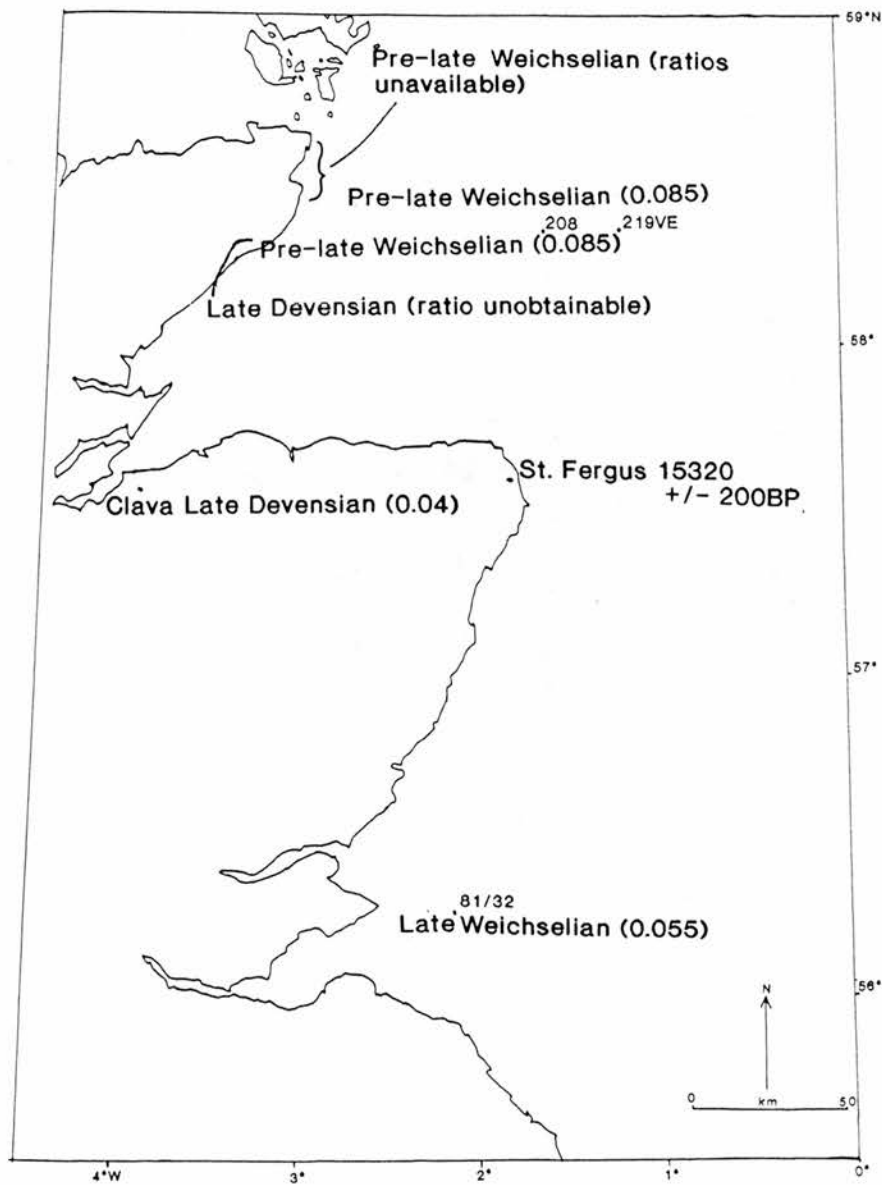 59°N
Pre-late Weichselian (ratios
unavailable)
Pre-late Weichselian (0.085)
208 219VE
Pre-late Weichselian (0.085)
Late Devensian (ratio unobtainable)
58°
St. Fergus 15320
+/- 200BP
Clava Late Devensian (0.04)
57°
81/32
Late Weichselian (0.055)
56°
N
0 km 50
4°W 3° 2° 1° 0°